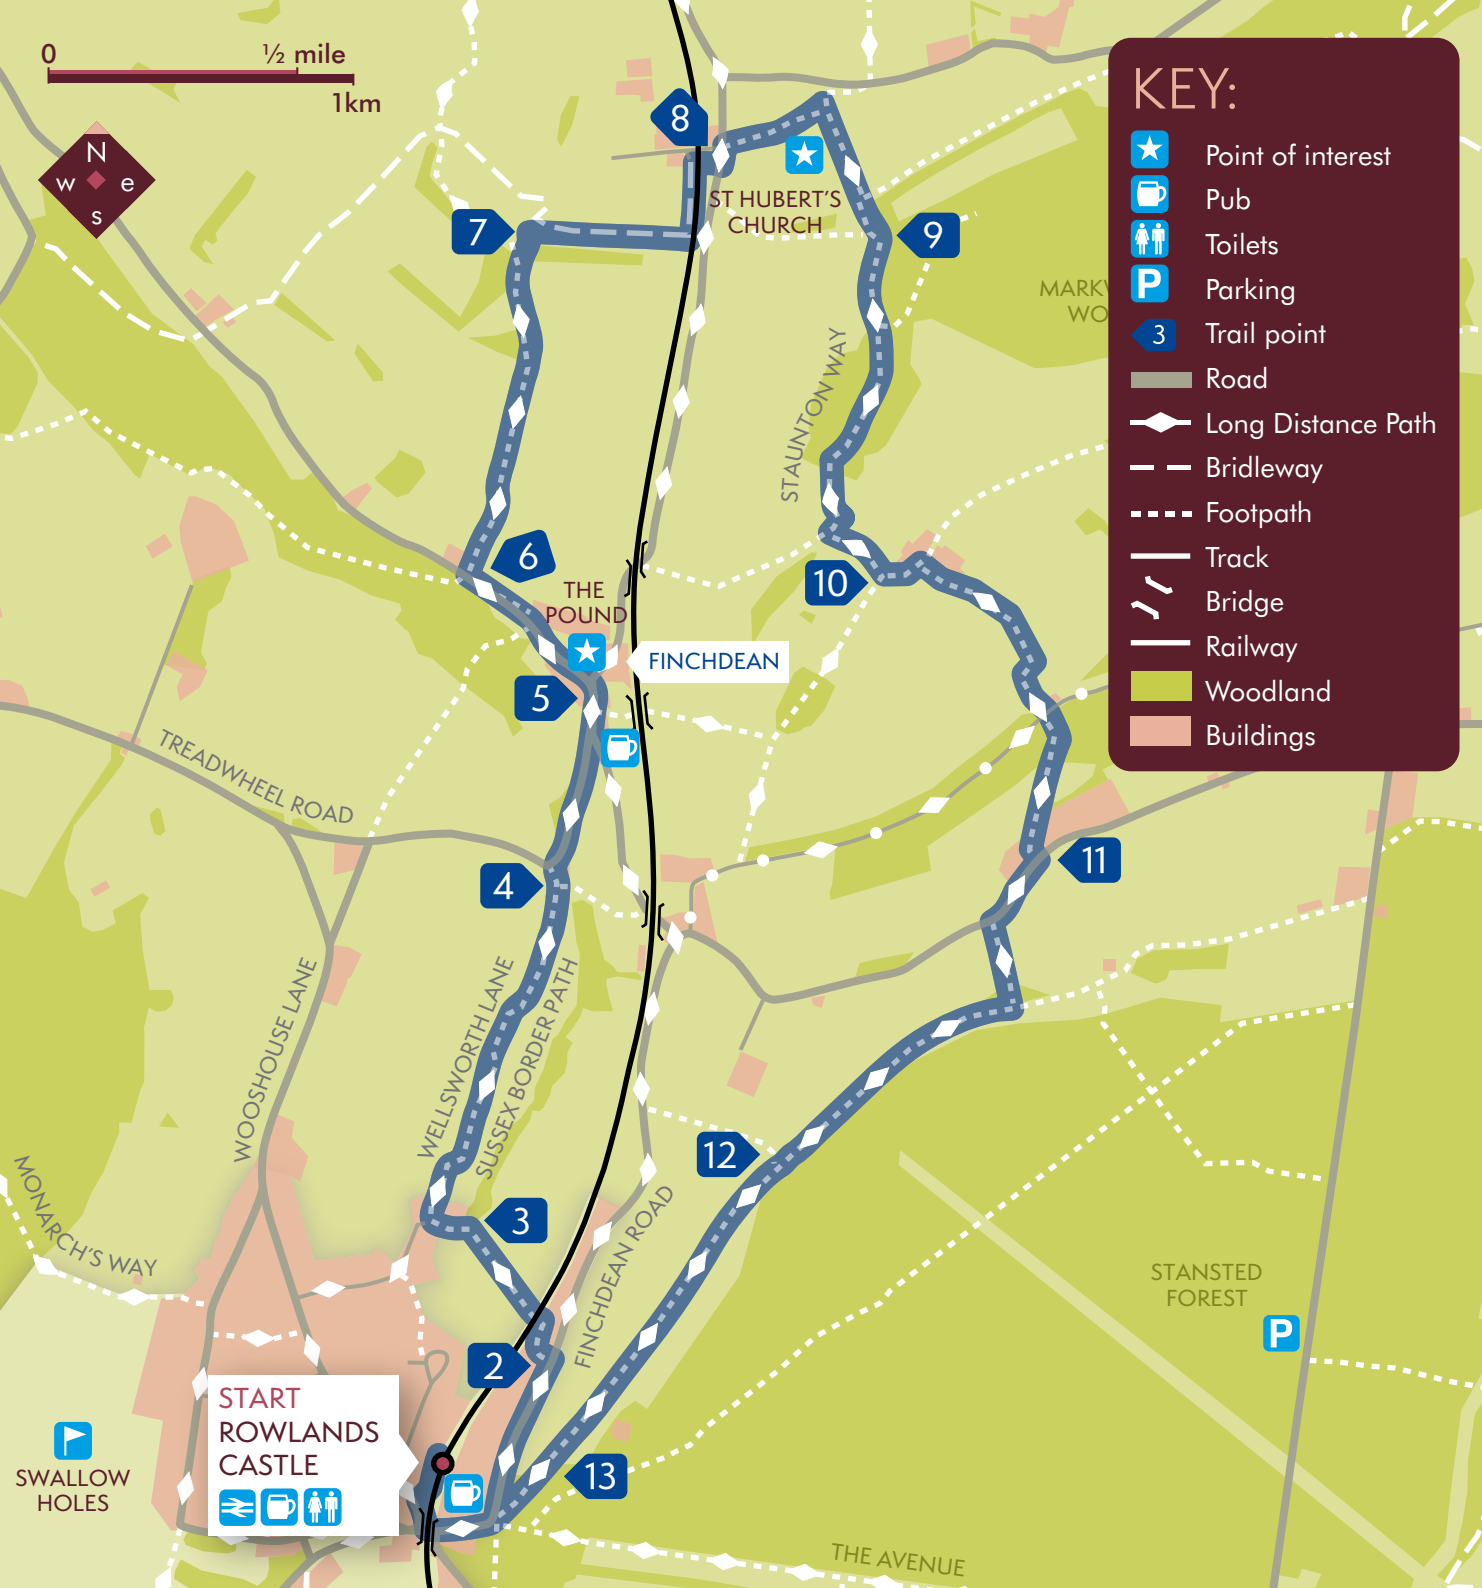 0
½ mile
1km
N
w e
s
KEY:
Point of interest
Pub
Toilets
P Parking
3 Trail point
Road
Long Distance Path
Bridleway
Footpath
Track
Bridge
Railway
Woodland
Buildings
8
ST HUBERT'S
CHURCH
7
9
MARKW
WO
STAUNTON WAY
6
THE
POUND
10
FINCHDEAN
5
TREADWHEEL ROAD
4
11
WOOSHOUSE LANE
WELLSWORTH LANE
SUSSEX BORDER PATH
12
MONARCH'S WAY
3
FINCHDEAN ROAD
STANSTED
FOREST
P
2
START
ROWLANDS
CASTLE
13
SWALLOW
HOLES
THE AVENUE